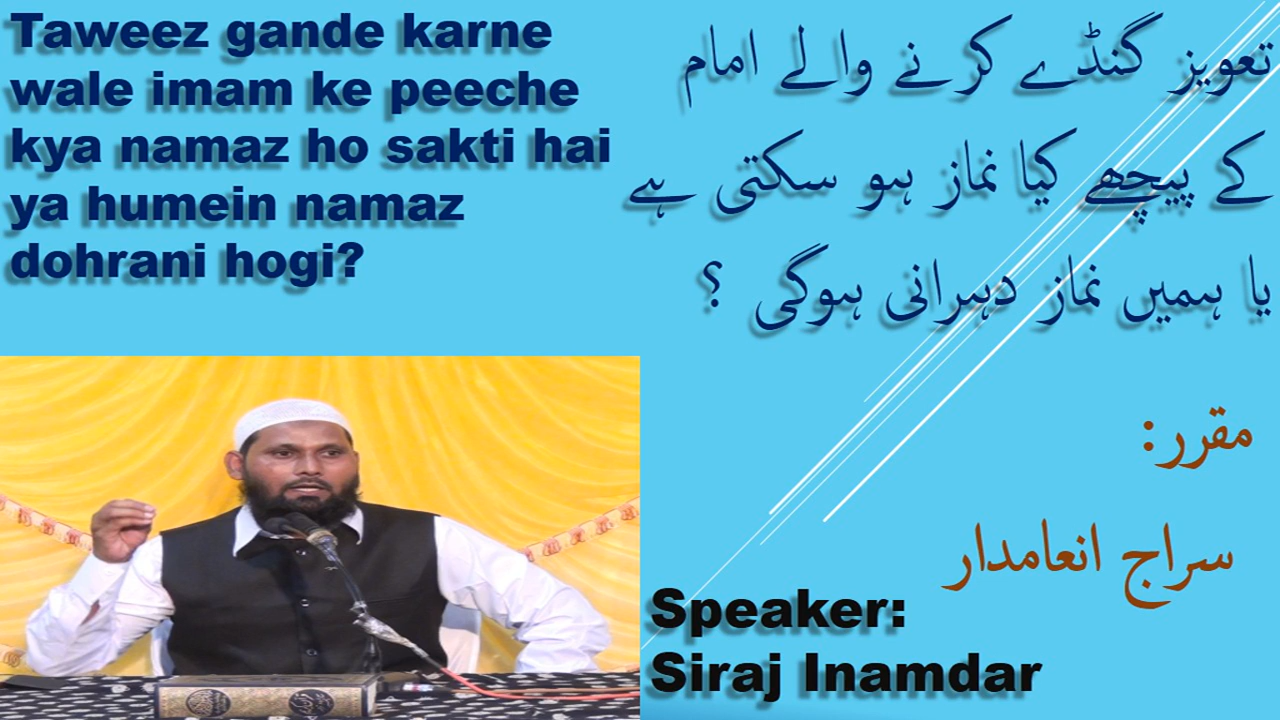 Taweez gande karne
wale imam ke peeche
kya namaz ho sakti hai
ya humein namaz
dohrani hogi?
تعویز گنڈے کرنے والے امام
کے پیچھے کیا نماز ہو سکتی ہے
یا ہمیں نماز دہرانی ہوگی ؟
مقرر:
سراج انعامدار
Speaker:
Siraj Inamdar